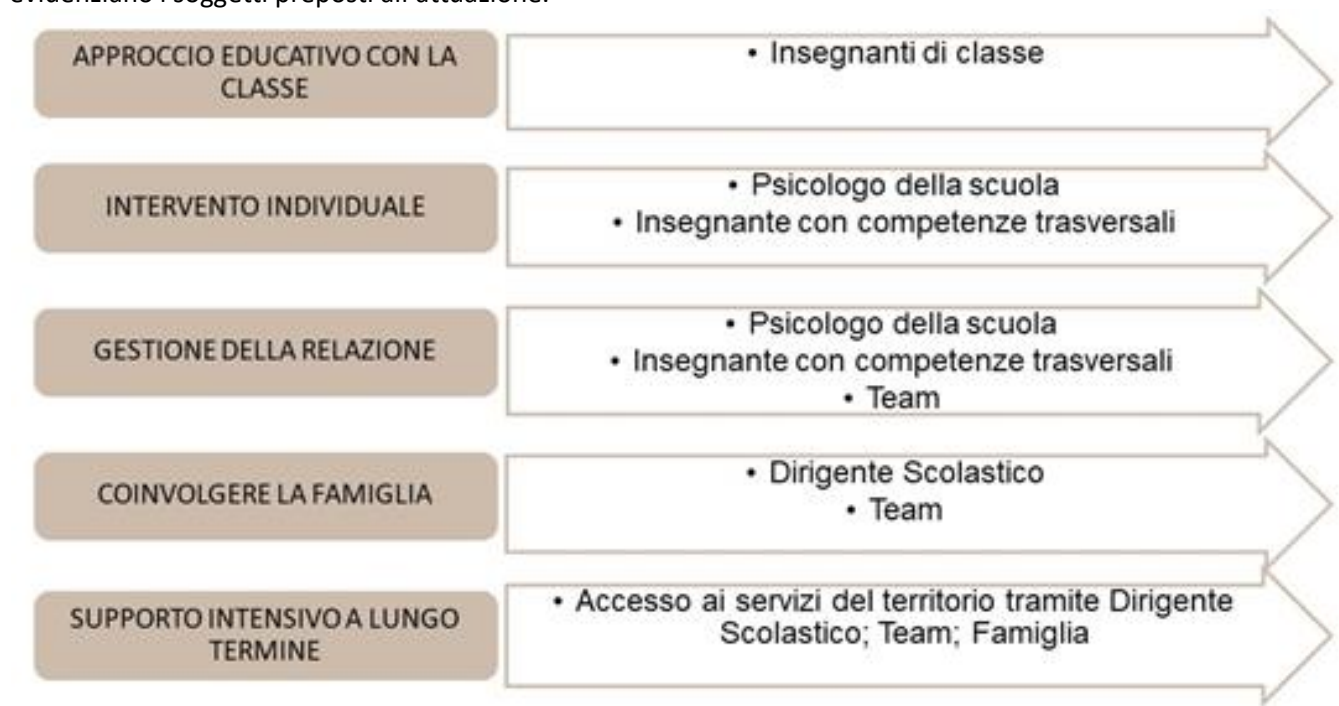 evidenziano i soggetti preposti all'attuazione.
APPROCCIO EDUCATIVO CON LA
CLASSE
• Insegnanti di classe
INTERVENTO INDIVIDUALE
• Psicologo della scuola
• Insegnante con competenze trasversali
GESTIONE DELLA RELAZIONE
• Psicologo della scuola
• Insegnante con competenze trasversali
• Team
COINVOLGERE LA FAMIGLIA
• Dirigente Scolastico
• Team
SUPPORTO INTENSIVO A LUNGO
TERMINE
• Accesso ai servizi del territorio tramite Dirigente
Scolastico; Team; Famiglia